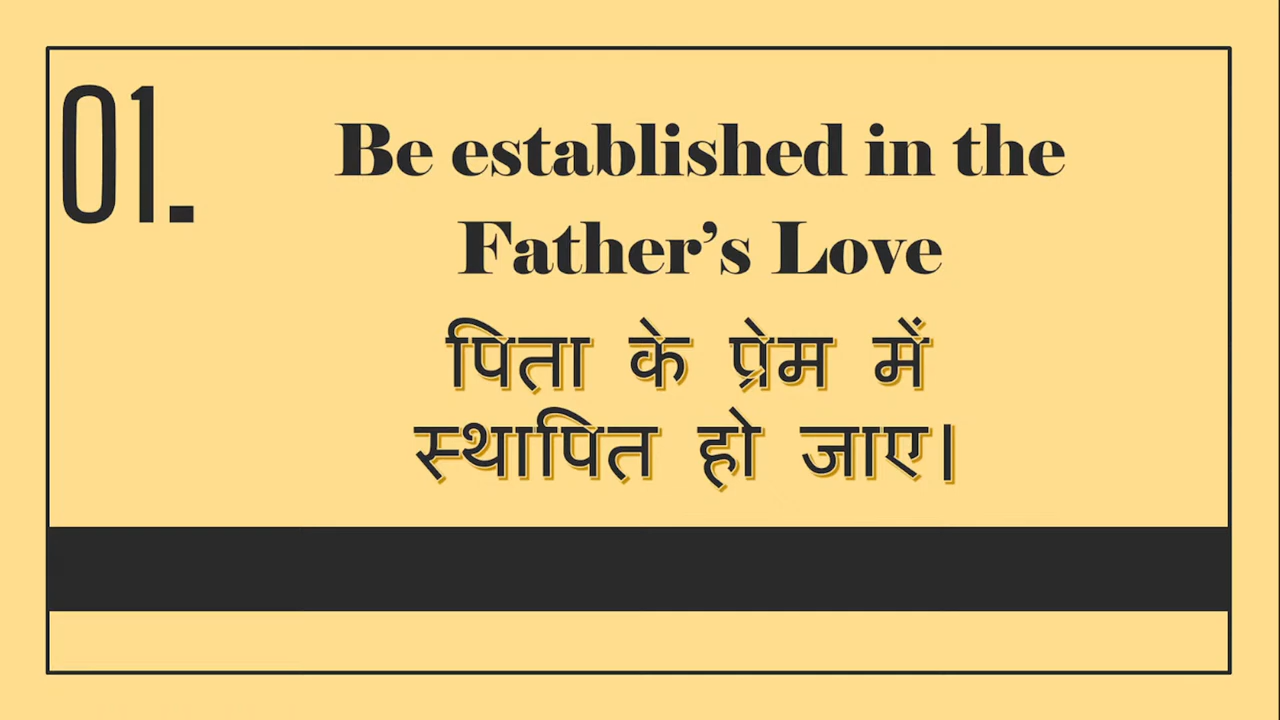 01.
Be established in the
Father’s Love
पिता के प्रेम में
स्थापित हो जाए।